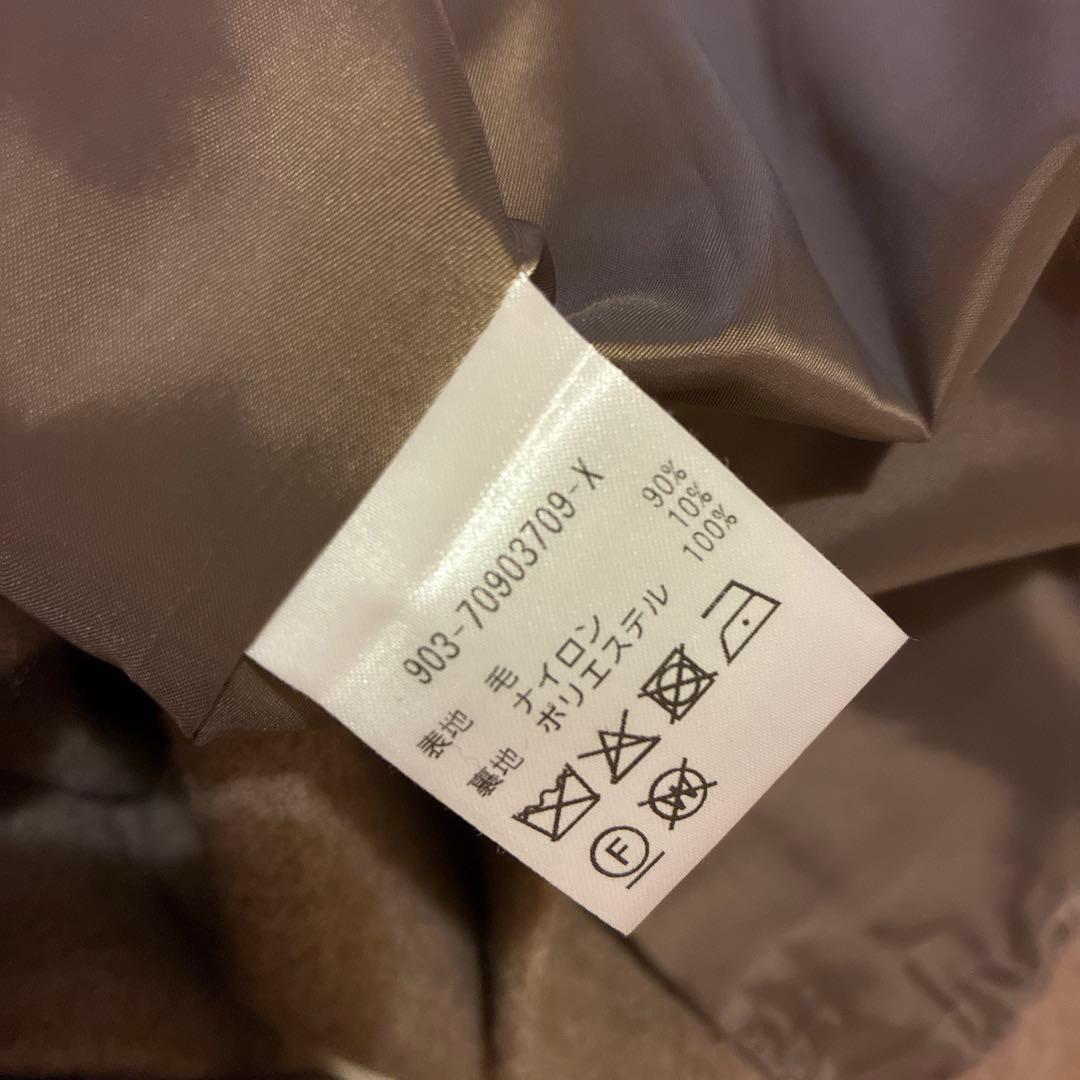 903-70903709-X
表地 毛 90%
ナイロン 10%
裏地 ポリエステル 100%
W
F